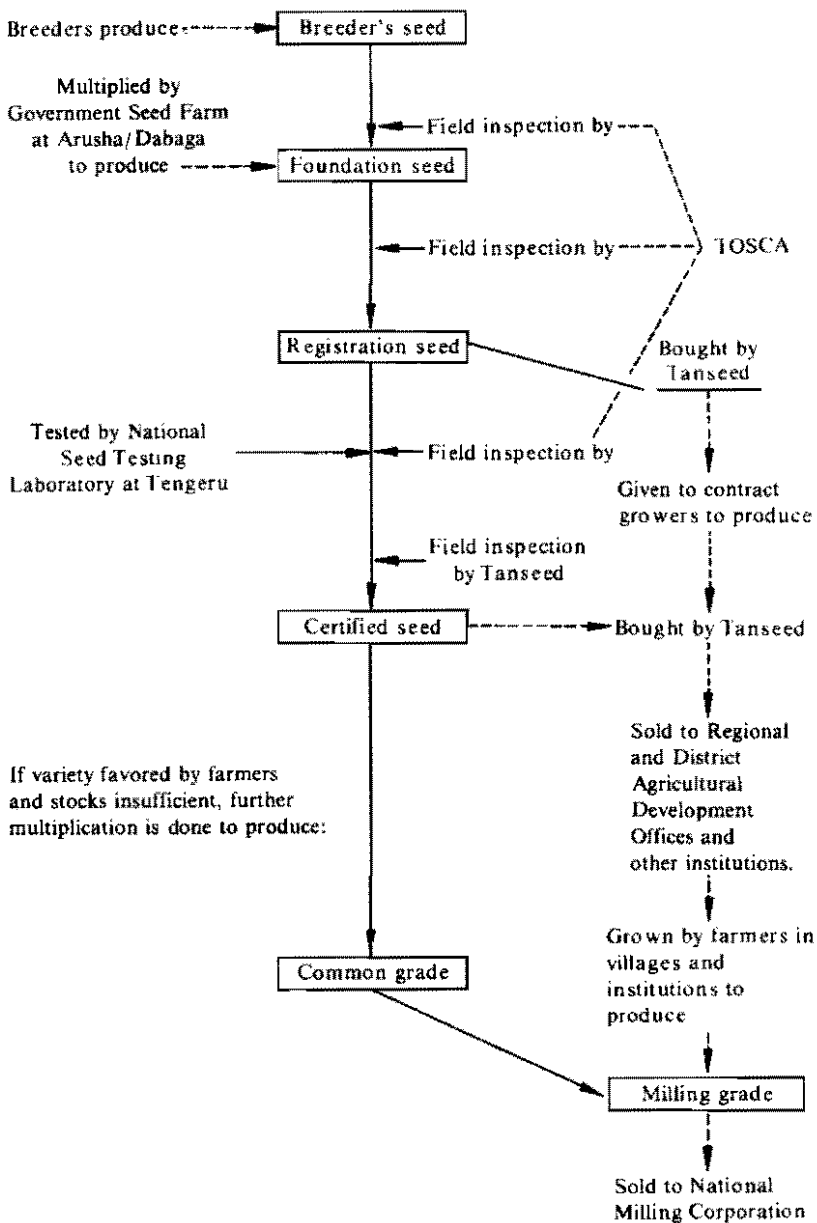 Breeders produce
Breeder's seed
Multiplied by
Government Seed Farm
at Arusha/Dabaga
to produce
Field inspection by
Foundation seed
Field inspection by
TOSCA
Registration seed
Bought by
Tanseed
Tested by National
Seed Testing
Laboratory at Tengeru
Field inspection by
Given to contract
growers to produce
Field inspection
by Tanseed
Certified seed
Bought by Tanseed
If variety favored by farmers
and stocks insufficient, further
multiplication is done to produce:
Sold to Regional
and District
Agricultural
Development
Offices and
other institutions.
Grown by farmers in
villages and
institutions to
produce
Common grade
Milling grade
Sold to National
Milling Corporation